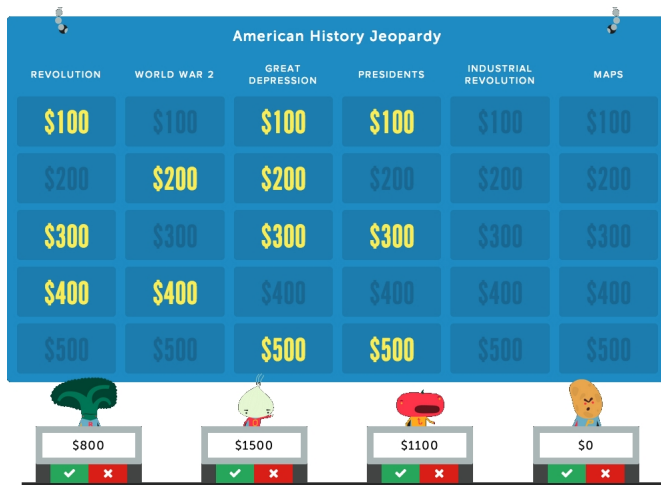 American History Jeopardy
REVOLUTION WORLD WAR 2 GREAT DEPRESSION PRESIDENTS INDUSTRIAL REVOLUTION MAPS
$100 $100 $100 $100 $100 $100
$200 $200 $200 $200 $200 $200
$300 $300 $300 $300 $300 $300
$400 $400 $400 $400 $400 $400
$500 $500 $500 $500 $500 $500
$800 $1500 $1100 $0